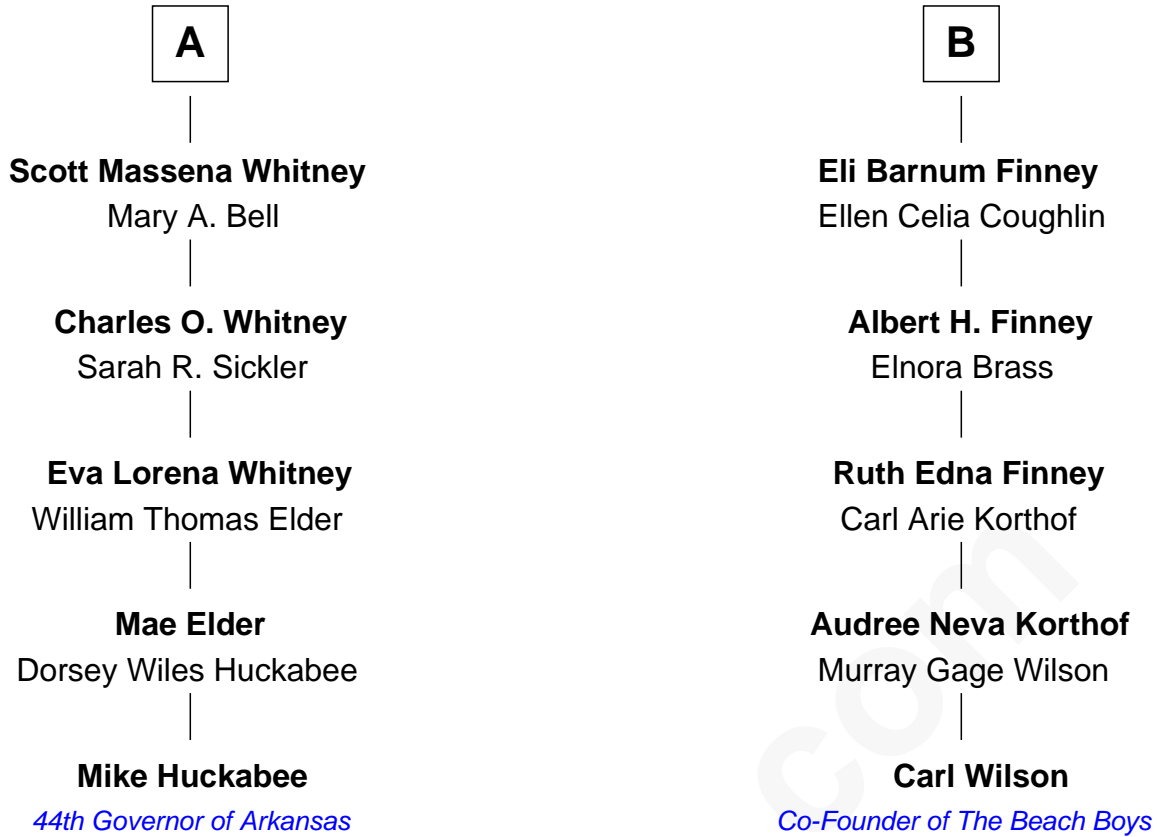 A
Scott Massena Whitney
Mary A. Bell
Charles O. Whitney
Sarah R. Sickler
Eva Lorena Whitney
William Thomas Elder
Mae Elder
Dorsey Wiles Huckabee
Mike Huckabee
44th Governor of Arkansas
B
Eli Barnum Finney
Ellen Celia Coughlin
Albert H. Finney
Elnora Brass
Ruth Edna Finney
Carl Arie Korthof
Audree Neva Korthof
Murray Gage Wilson
Carl Wilson
Co-Founder of The Beach Boys
com